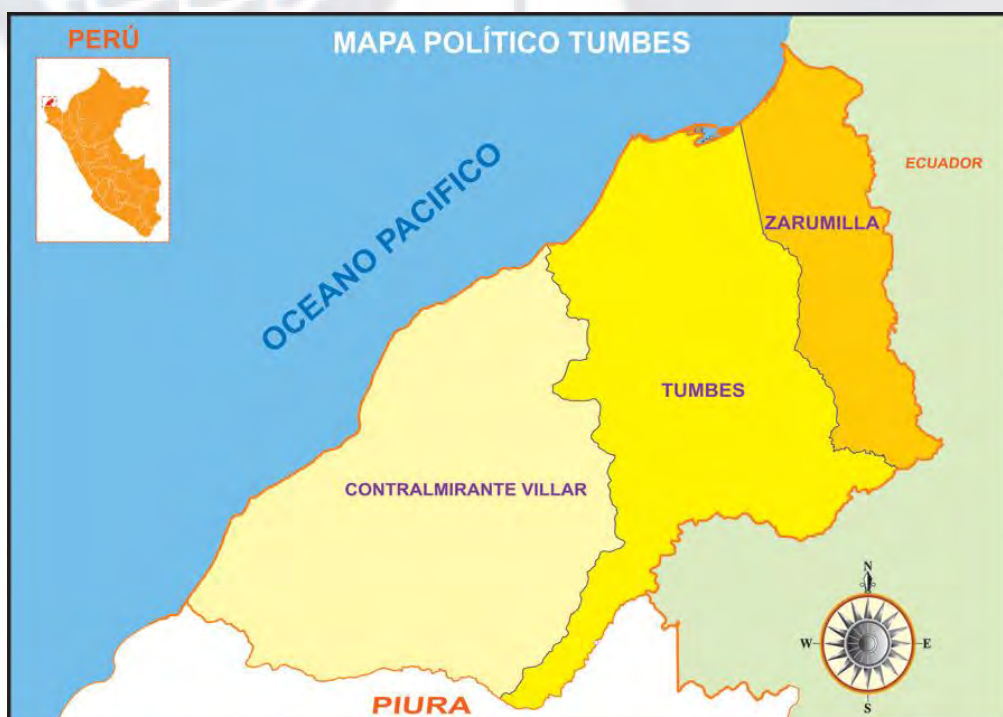 PERÚ
MAPA POLÍTICO TUMBES
OCEANO PACIFICO
ECUADOR
ZARUMILLA
TUMBES
CONTRALMIRANTE VILLAR
N
W
E
S
PIURA